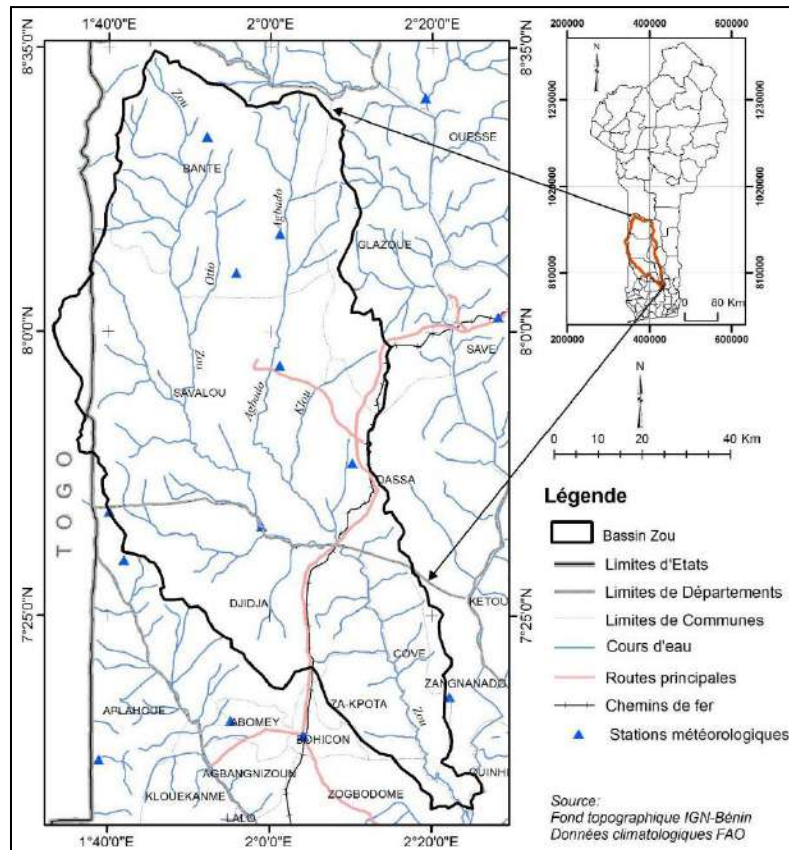 1°40'0"E
2°0'0"E
2°20'0"E
8°35'0"N
8°35'0"N
8°0'0"N
8°0'0"N
7°25'0"N
7°25'0"N
1°40'0"E
2°0'0"E
2°20'0"E
Zou
BANTE
OUESSE
Agbado
GLAZOUE
Otto
SAVE
Zou
SAVALOU
Agbado
Klou
DASSA
TOGO
DJIDJA
KETOU
COVE
ZANGNANADO
ZA-KPOTA
Zou
APLAHOUE
ABOMEY
BOHICON
OUINHI
AGBANGNIZOUN
KLOUEKANME
ZOGBODOME
LALO
200000
400000
600000
N
1230000
1230000
1020000
1020000
810000
810000
0 80 Km
200000
400000
600000
N
0 10 20 40 Km
Légende
Bassin Zou
Limites d'Etats
Limites de Départements
Limites de Communes
Cours d'eau
Routes principales
Chemins de fer
Stations météorologiques
Source:
Fond topographique IGN-Bénin
Données climatologiques FAO